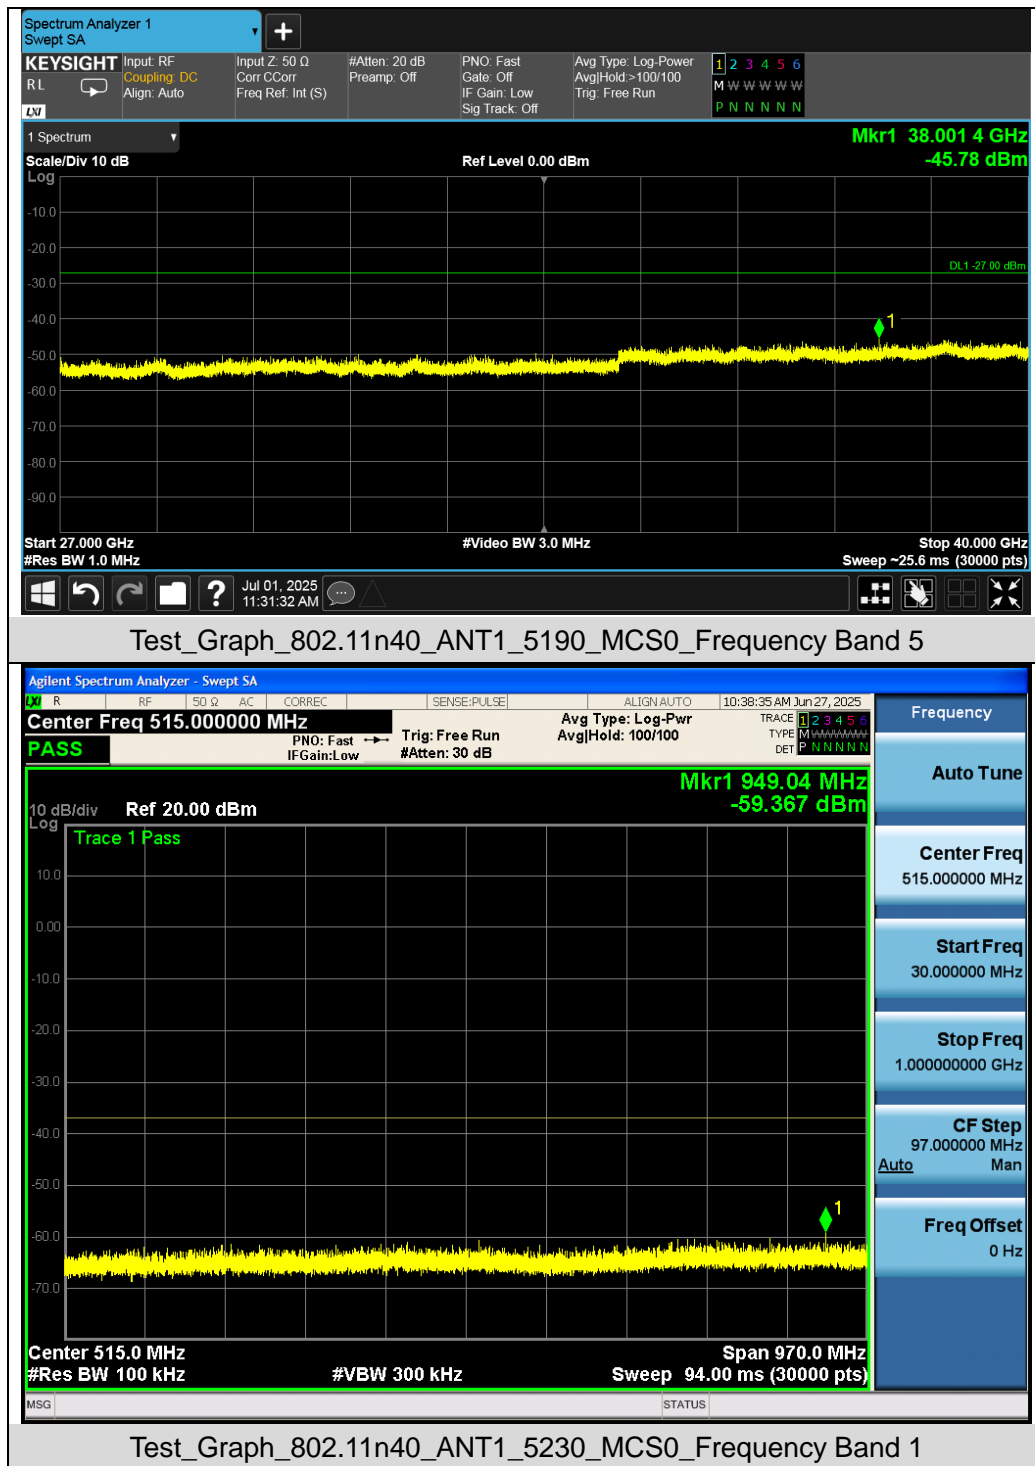 Spectrum Analyzer 1
Swept SA
+
KEYSIGHT
R L
LXI
Input: RF
Coupling: DC
Align: Auto
Input Z: 50 Ω
Corr CCorr
Freq Ref: Int (S)
#Atten: 20 dB
Preamp: Off
PNO: Fast
Gate: Off
IF Gain: Low
Sig Track: Off
Avg Type: Log-Power
Avg|Hold:>100/100
Trig: Free Run
1 2 3 4 5 6
M W W W W W
P N N N N N
1 Spectrum
Mkr1 38.001 4 GHz
Scale/Div 10 dB
Ref Level 0.00 dBm
-45.78 dBm
Log
-10.0
-20.0
DL1 -27.00 dBm
-30.0
-40.0
1
-50.0
-60.0
-70.0
-80.0
-90.0
Start 27.000 GHz
#Video BW 3.0 MHz
Stop 40.000 GHz
#Res BW 1.0 MHz
Sweep ~25.6 ms (30000 pts)
?
Jul 01, 2025
11:31:32 AM
Test_Graph_802.11n40_ANT1_5190_MCS0_Frequency Band 5
Agilent Spectrum Analyzer - Swept SA
LXI R RF 50 Ω AC CORREC SENSE:PULSE ALIGN AUTO 10:38:35 AM Jun 27, 2025
Center Freq 515.000000 MHz
PASS
PNO: Fast
IFGain:Low
Trig: Free Run
#Atten: 30 dB
Avg Type: Log-Pwr
Avg|Hold: 100/100
TRACE 1 2 3 4 5 6
TYPE M W W W W W
DET P N N N N N
Frequency
Mkr1 949.04 MHz
-59.367 dBm
10 dB/div Ref 20.00 dBm
Log
Trace 1 Pass
10.0
0.00
-10.0
-20.0
-30.0
-40.0
-50.0
1
-60.0
-70.0
Center 515.0 MHz
Span 970.0 MHz
#Res BW 100 kHz
#VBW 300 kHz
Sweep 94.00 ms (30000 pts)
Auto Tune
Center Freq
515.000000 MHz
Start Freq
30.000000 MHz
Stop Freq
1.000000000 GHz
CF Step
97.000000 MHz
Auto Man
Freq Offset
0 Hz
MSG
STATUS
Test_Graph_802.11n40_ANT1_5230_MCS0_Frequency Band 1